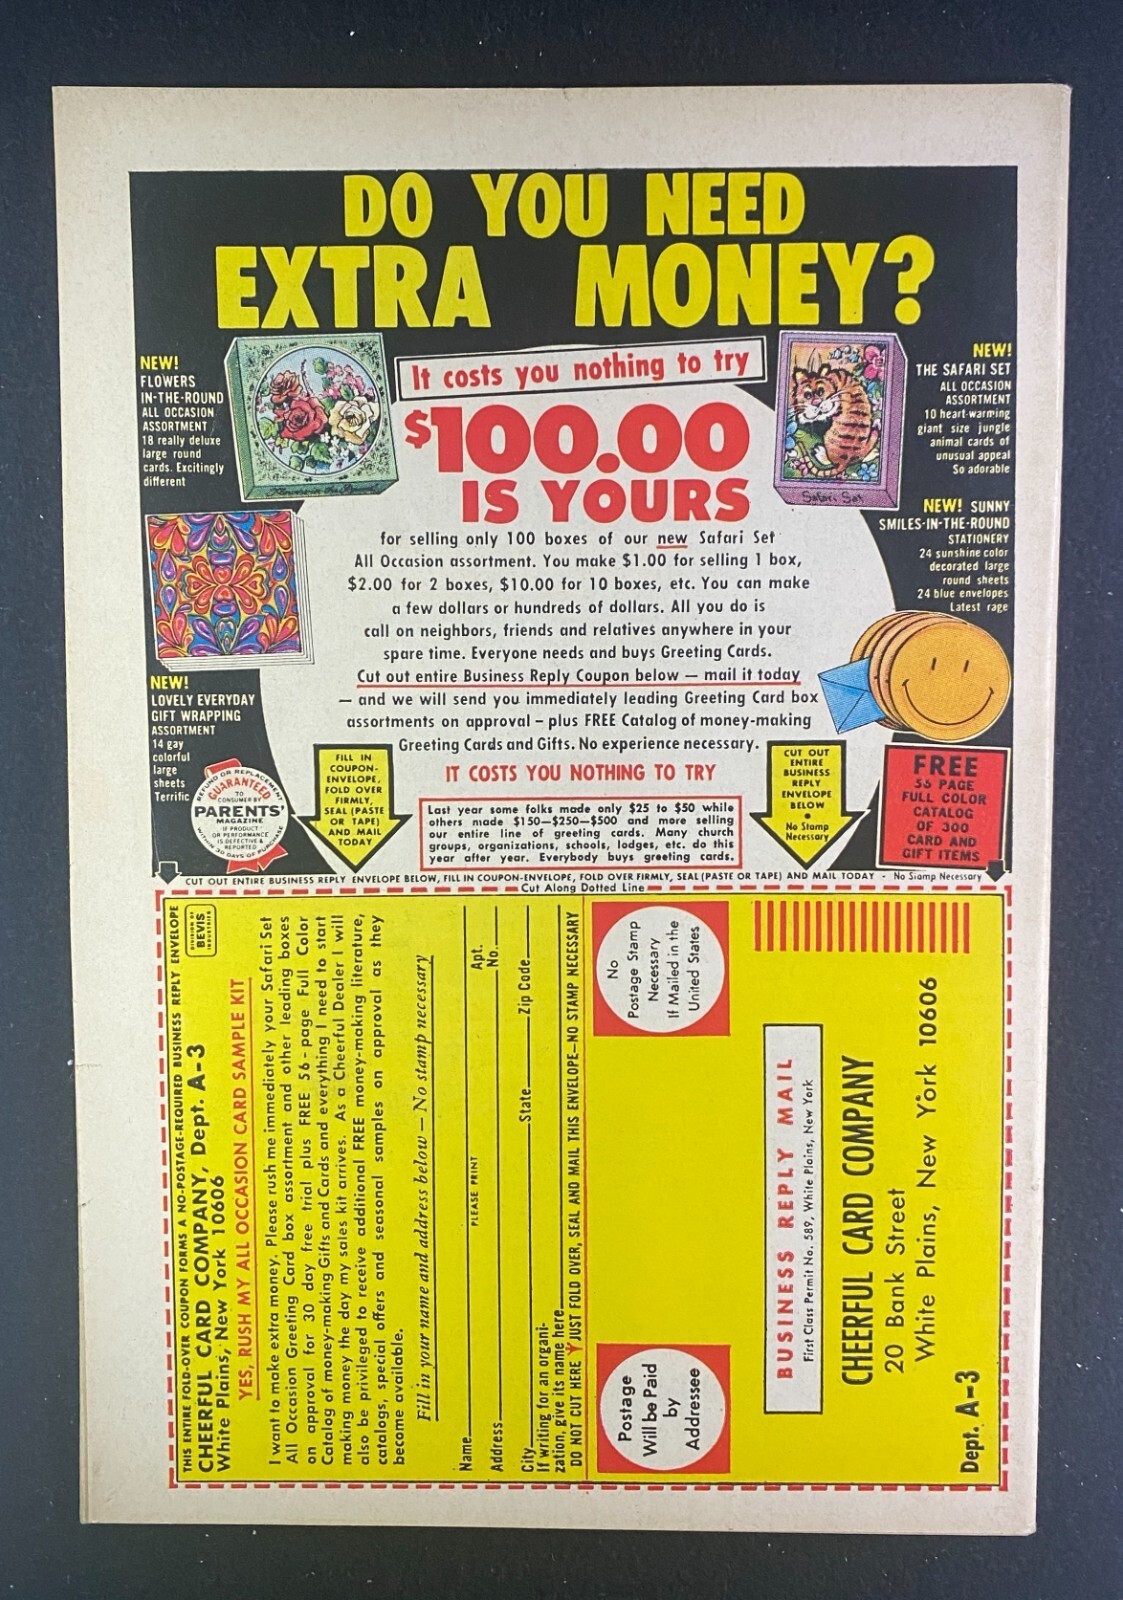 DO YOU NEED
EXTRA MONEY?
It costs you nothing to try
$100.00
IS YOURS
NEW!
FLOWERS
IN-THE-ROUND
ALL OCCASION
ASSORTMENT
18 really deluxe
large round
cards. Excitingly
different
NEW!
THE SAFARI SET
ALL OCCASION
ASSORTMENT
10 heart-warming
giant size jungle
animal cards of
unusual appeal
So adorable
Safari Set
NEW! SUNNY
SMILES-IN-THE-ROUND
STATIONERY
24 sunshine color
decorated large
round sheets
24 blue envelopes
Latest rage
for selling only 100 boxes of our new Safari Set
All Occasion assortment. You make $1.00 for selling 1 box,
$2.00 for 2 boxes, $10.00 for 10 boxes, etc. You can make
a few dollars or hundreds of dollars. All you do is
call on neighbors, friends and relatives anywhere in your
spare time. Everyone needs and buys Greeting Cards.
Cut out entire Business Reply Coupon below — mail it today
— and we will send you immediately leading Greeting Card box
assortments on approval – plus FREE Catalog of money-making
Greeting Cards and Gifts. No experience necessary.
IT COSTS YOU NOTHING TO TRY
NEW!
LOVELY EVERYDAY
GIFT WRAPPING
ASSORTMENT
14 gay
colorful
large
sheets
Terrific
REFUND OR REPLACEMENT
GUARANTEED
TO
CONSUMER BY
PARENTS'
MAGAZINE
IF PRODUCT
OR PERFORMANCE
IS DEFECTIVE &
REPORTED
WITHIN 30 DAYS OF PURCHASE
FILL IN
COUPON-
ENVELOPE,
FOLD OVER
FIRMLY,
SEAL (PASTE
OR TAPE)
AND MAIL
TODAY
Last year some folks made only $25 to $50 while
others made $150—$250—$500 and more selling
our entire line of greeting cards. Many church
groups, organizations, schools, lodges, etc. do this
year after year. Everybody buys greeting cards.
CUT OUT
ENTIRE
BUSINESS
REPLY
ENVELOPE
BELOW
•
No Stamp
Necessary
FREE
56 PAGE
FULL COLOR
CATALOG
OF 300
CARD AND
GIFT ITEMS
CUT OUT ENTIRE BUSINESS REPLY ENVELOPE BELOW, FILL IN COUPON-ENVELOPE, FOLD OVER FIRMLY, SEAL (PASTE OR TAPE) AND MAIL TODAY - No Stamp Necessary
Cut Along Dotted Line
THIS ENTIRE FOLD-OVER COUPON FORMS A NO-POSTAGE-REQUIRED BUSINESS REPLY ENVELOPE
CHEERFUL CARD COMPANY, Dept. A-3
White Plains, New York 10606
DIVISION OF
BEVIS
INDUSTRIES
YES, RUSH MY ALL OCCASION CARD SAMPLE KIT
I want to make extra money. Please rush me immediately your Safari Set
All Occasion Greeting Card box assortment and other leading boxes
on approval for 30 day free trial plus FREE 56-page Full Color
Catalog of money-making Gifts and Cards and everything I need to start
making money the day my sales kit arrives. As a Cheerful Dealer I will
also be privileged to receive additional FREE money-making literature,
catalogs, special offers and seasonal samples on approval as they
become available.
Fill in your name and address below — No stamp necessary
Name
PLEASE PRINT
Address
Apt. No.
City
State
Zip Code
If writing for an organi-
zation, give its name here
DO NOT CUT HERE JUST FOLD OVER, SEAL AND MAIL THIS ENVELOPE—NO STAMP NECESSARY
No
Postage Stamp
Necessary
If Mailed in the
United States
Postage
Will be Paid
by
Addressee
BUSINESS REPLY MAIL
First Class Permit No. 589, White Plains, New York
CHEERFUL CARD COMPANY
20 Bank Street
White Plains, New York 10606
Dept. A-3